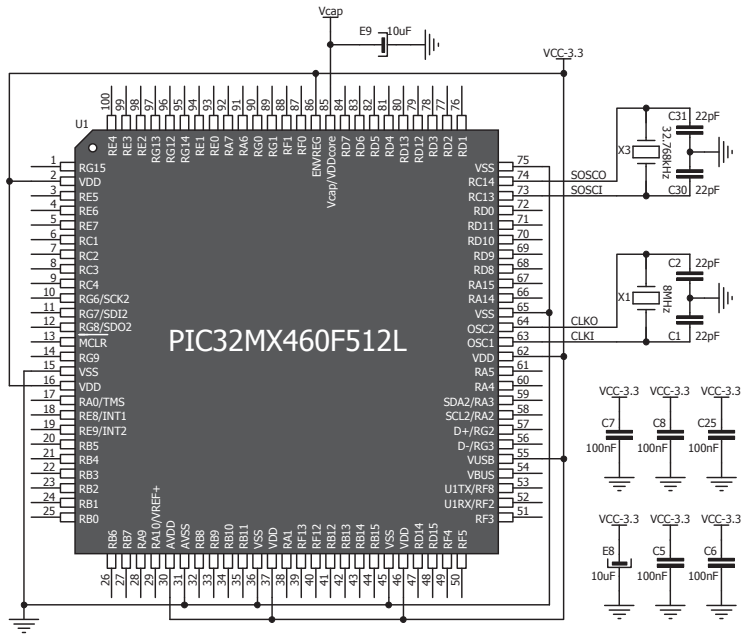 Vcap
E9
10uF
VCC-3.3
100
99
98
97
96
95
94
93
92
91
90
89
88
87
86
85
84
83
82
81
80
79
78
77
76
U1
RE4
RE3
RE2
RG13
RG12
RG14
RE1
RE0
RA7
RA6
RG0
RG1
RF1
RF0
ENVREG
Vcap/VDDcore
RD7
RD6
RD5
RD4
RD13
RD12
RD3
RD2
RD1
1 RG15
2 VDD
3 RE5
4 RE6
5 RE7
6 RC1
7 RC2
8 RC3
9 RC4
10 RG6/SCK2
11 RG7/SDI2
12 RG8/SDO2
13 MCLR
14 RG9
15 VSS
16 VDD
17 RA0/TMS
18 RE8/INT1
19 RE9/INT2
20 RB5
21 RB4
22 RB3
23 RB2
24 RB1
25 RB0
PIC32MX460F512L
VSS 75
RC14 74 SOSCO
RC13 73 SOSCI
RD0 72
RD11 71
RD10 70
RD9 69
RD8 68
RA15 67
RA14 66
VSS 65
OSC2 64 CLKO
OSC1 63 CLKI
VDD 62
RA5 61
RA4 60
SDA2/RA3 59
SCL2/RA2 58
D+/RG2 57
D-/RG3 56
VUSB 55
VBUS 54
U1TX/RF8 53
U1RX/RF2 52
RF3 51
RB6
RB7
RA9
RA10/VREF+
AVDD
AVSS
RB8
RB9
RB10
RB11
VSS
VDD
RA1
RF13
RF12
RB12
RB13
RB14
RB15
VSS
VDD
RD14
RD15
RF4
RF5
26
27
28
29
30
31
32
33
34
35
36
37
38
39
40
41
42
43
44
45
46
47
48
49
50
C31 22pF
X3
32.768kHz
C30 22pF
C2 22pF
X1
8MHz
C1 22pF
VCC-3.3 VCC-3.3 VCC-3.3
C7 C8 C25
100nF 100nF 100nF
VCC-3.3 VCC-3.3 VCC-3.3
E8 C5 C6
10uF 100nF 100nF